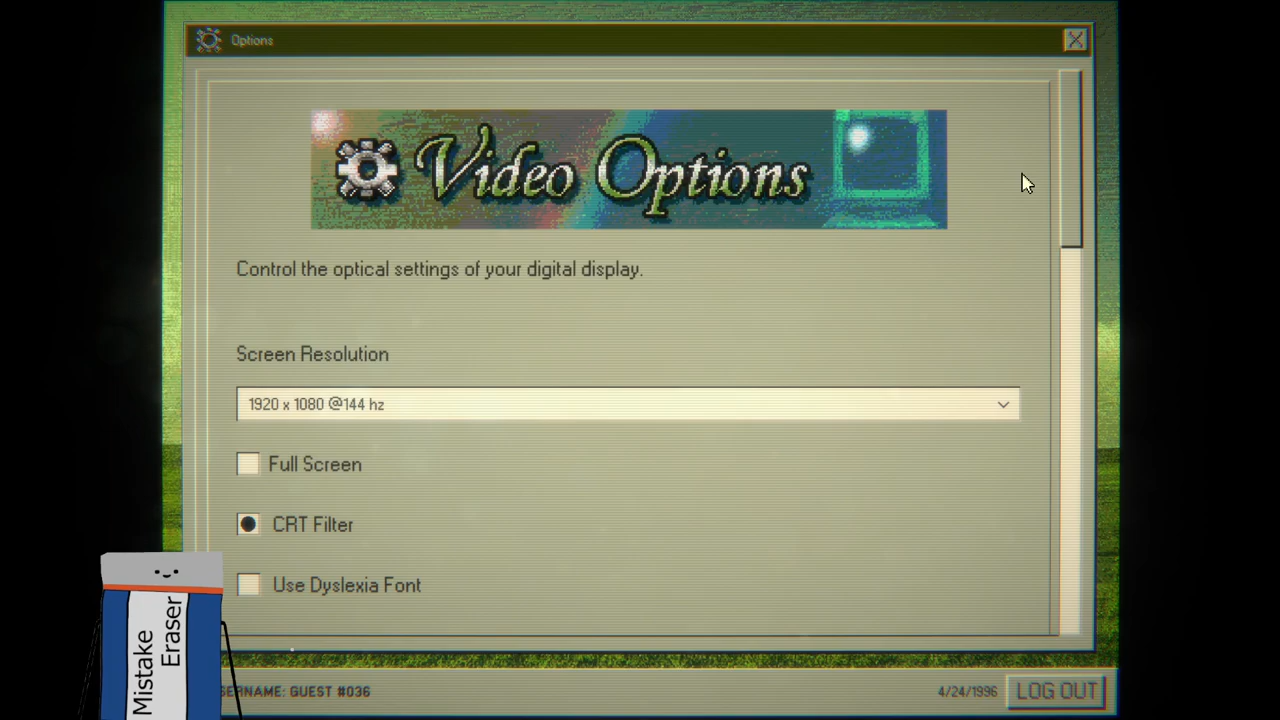 Options
Video Options
Control the optical settings of your digital display.
Screen Resolution
1920 x 1080 @144 hz
Full Screen
CRT Filter
Use Dyslexia Font
Mistake
Eraser
SERNAME: GUEST #036
4/24/1996
LOG OUT